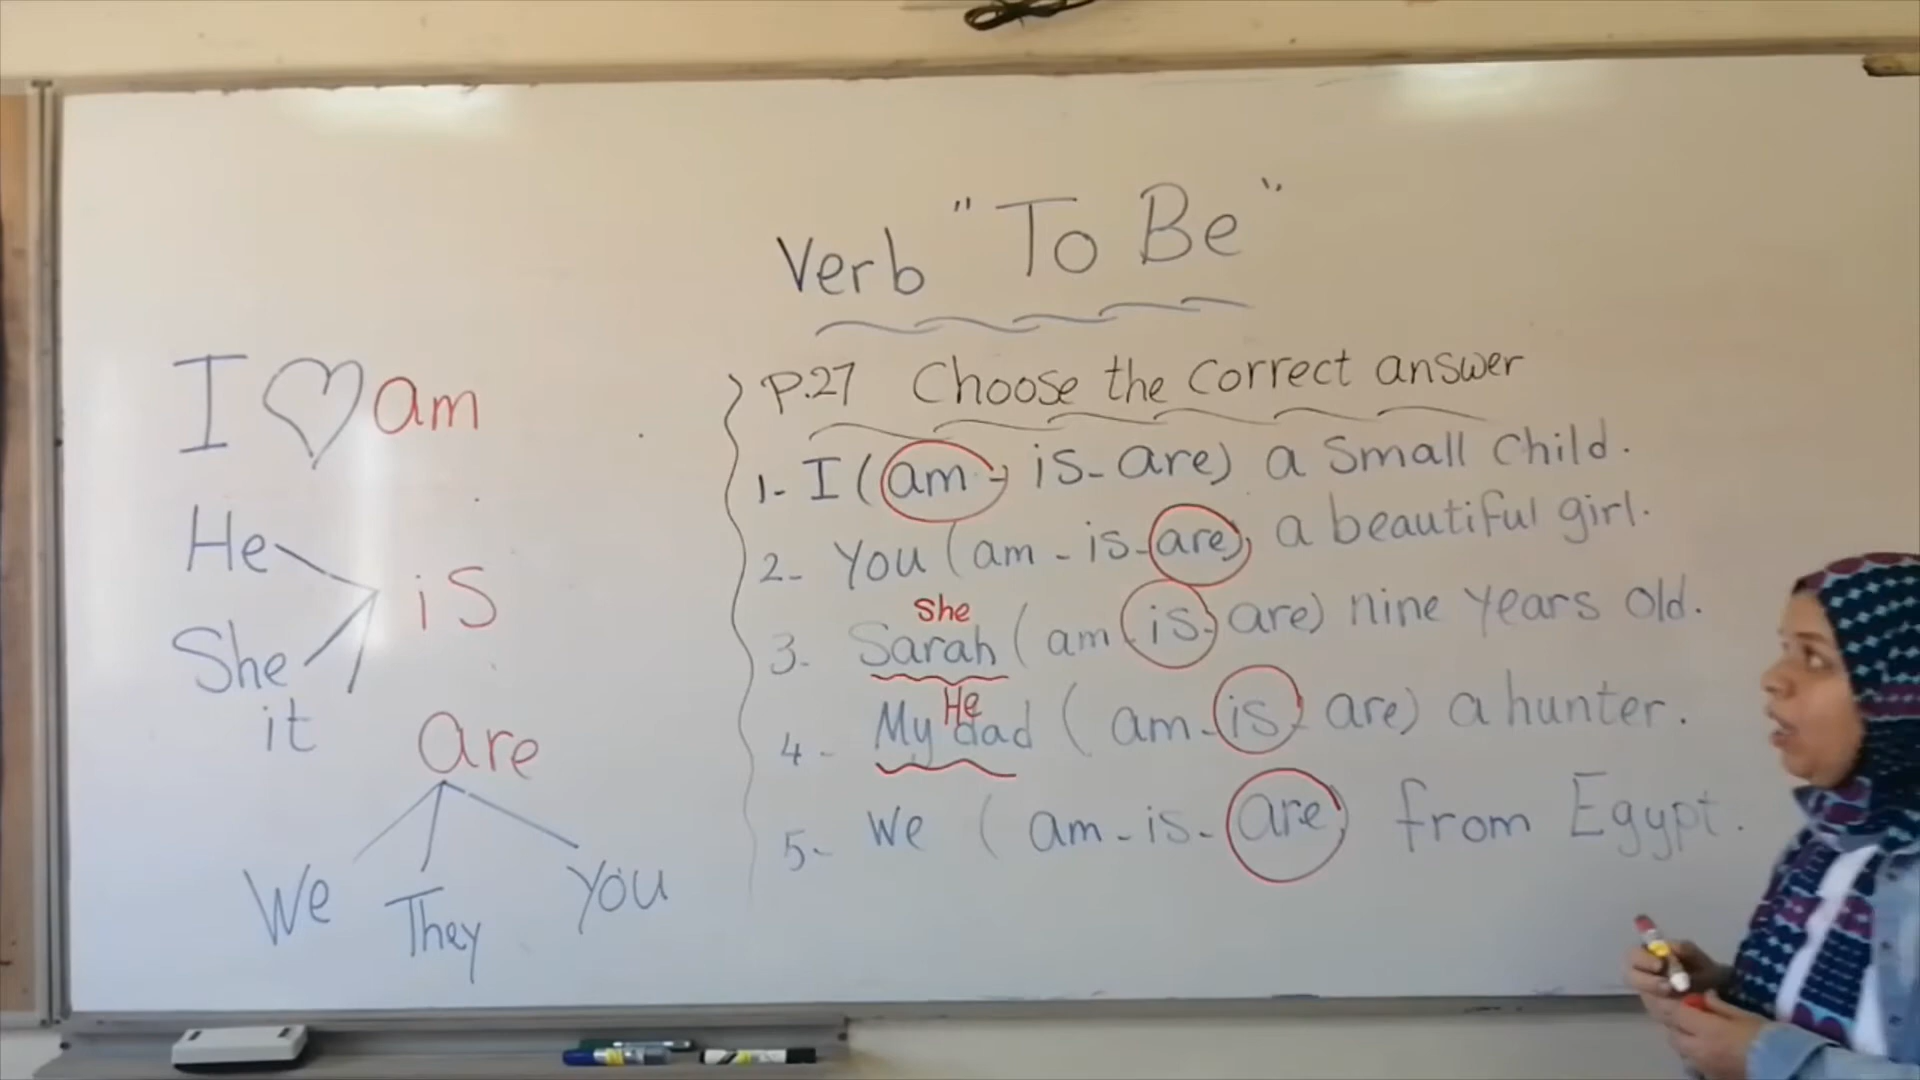 Verb "To Be"
I ♡ am
He
She
it
is
are
We They You
P.27 Choose the correct answer
1- I (am - is - are) a small child.
2- You (am - is - are) a beautiful girl.
She
3- Sarah (am - is - are) nine years old.
He
4- My dad (am - is - are) a hunter.
5- We (am - is - are) from Egypt.